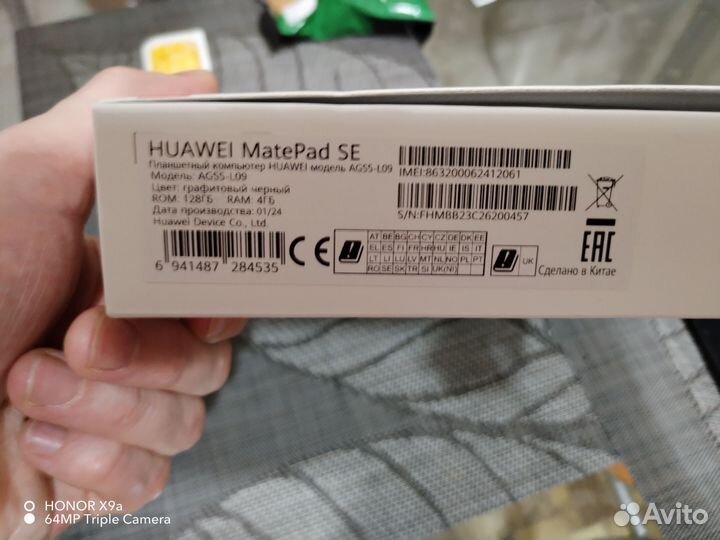 HUAWEI MatePad SE
Планшетный компьютер HUAWEI модель AGS5-L09
Модель: AGS5-L09
Цвет: графитовый черный
ROM: 128ГБ RAM: 4ГБ
Дата производства: 01/24
Huawei Device Co., Ltd.
6 941487 284535
IMEI:863200062412061
S/N:FHMBB23C26200457
CE
AT BE BG CH CY CZ DE DK EE
EL ES FI FR HR HU IE IS IT
LT LI LU LV MT NL NO PL PT
RO SE SK TR SI UK(NI)
UK
EAC
Сделано в Китае
HONOR X9a
64MP Triple Camera
Avito